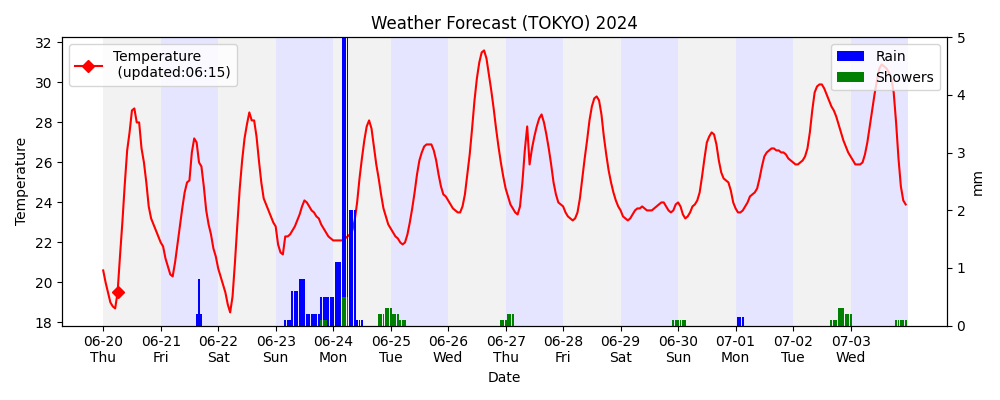 Weather Forecast (TOKYO) 2024
Temperature
(updated:06:15)
Rain
Showers
Temperature
32
30
28
26
24
22
20
18
5
4
3
2
1
0
mm
06-20 06-21 06-22 06-23 06-24 06-25 06-26 06-27 06-28 06-29 06-30 07-01 07-02 07-03
Thu Fri Sat Sun Mon Tue Wed Thu Fri Sat Sun Mon Tue Wed
Date